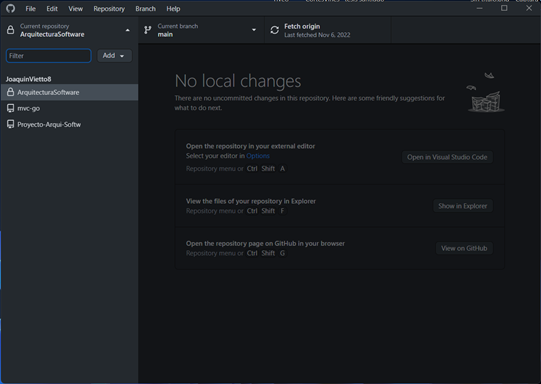 File Edit View Repository Branch Help
Current repository
ArquitecturaSoftware
Current branch
main
Fetch origin
Last fetched Nov 6, 2022
Filter
Add
JoaquinVietto8
ArquitecturaSoftware
mvc-go
Proyecto-Arqui-Softw
No local changes
There are no uncommitted changes in this repository. Here are some friendly suggestions for
what to do next.
Open the repository in your external editor
Select your editor in Options
Repository menu or Ctrl Shift A
Open in Visual Studio Code
View the files of your repository in Explorer
Repository menu or Ctrl Shift F
Show in Explorer
Open the repository page on GitHub in your browser
Repository menu or Ctrl Shift G
View on GitHub